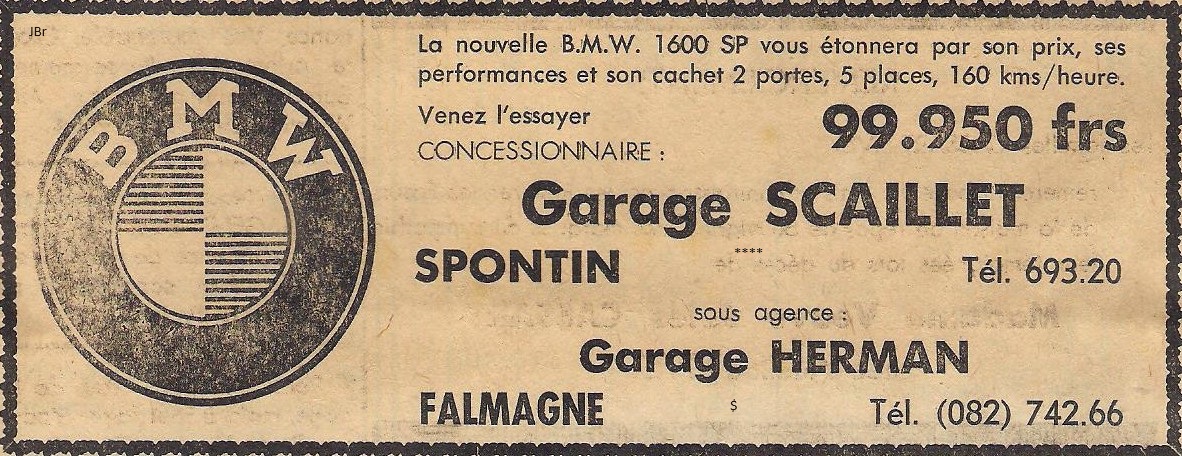 JBr
BMW
La nouvelle B.M.W. 1600 SP vous étonnera par son prix, ses
performances et son cachet 2 portes, 5 places, 160 kms/heure.
Venez l'essayer
99.950 frs
CONCESSIONNAIRE :
Garage SCAILLET
****
SPONTIN
Tél. 693.20
sous agence :
Garage HERMAN
FALMAGNE
$
Tél. (082) 742.66